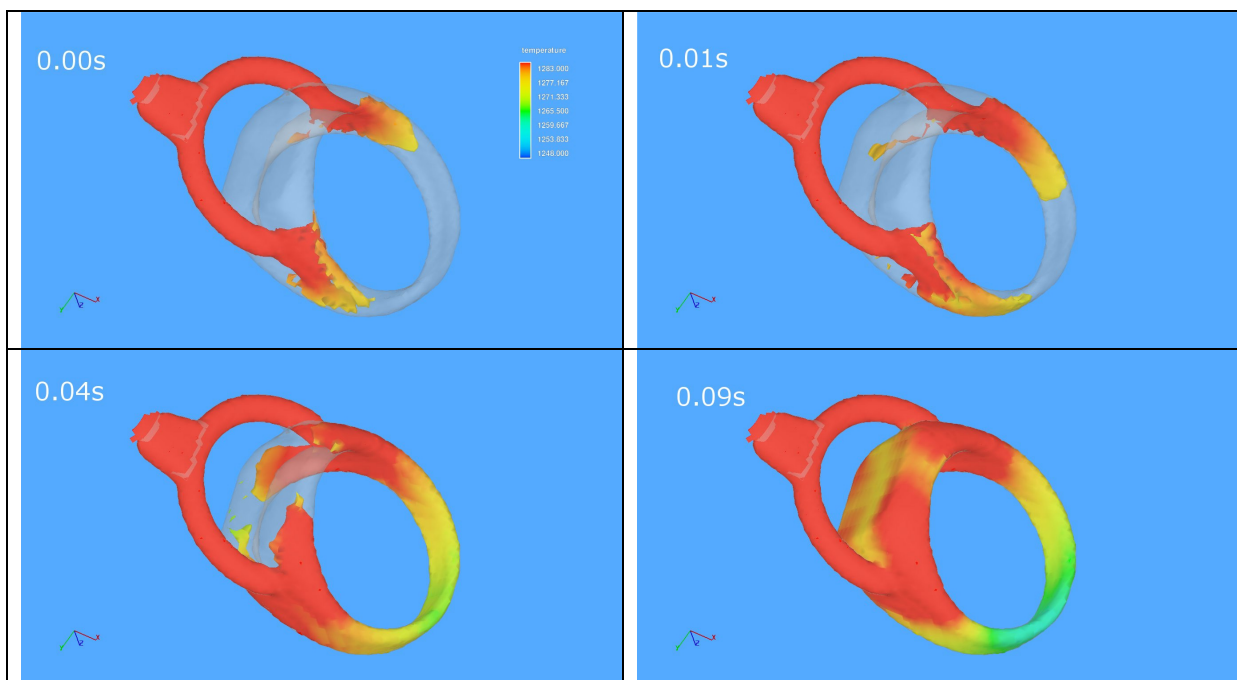 0.00s
temperature
1283.000
1277.167
1271.333
1265.500
1259.667
1253.833
1248.000
x
y
z
0.01s
x
y
z
0.04s
x
y
z
0.09s
x
y
z